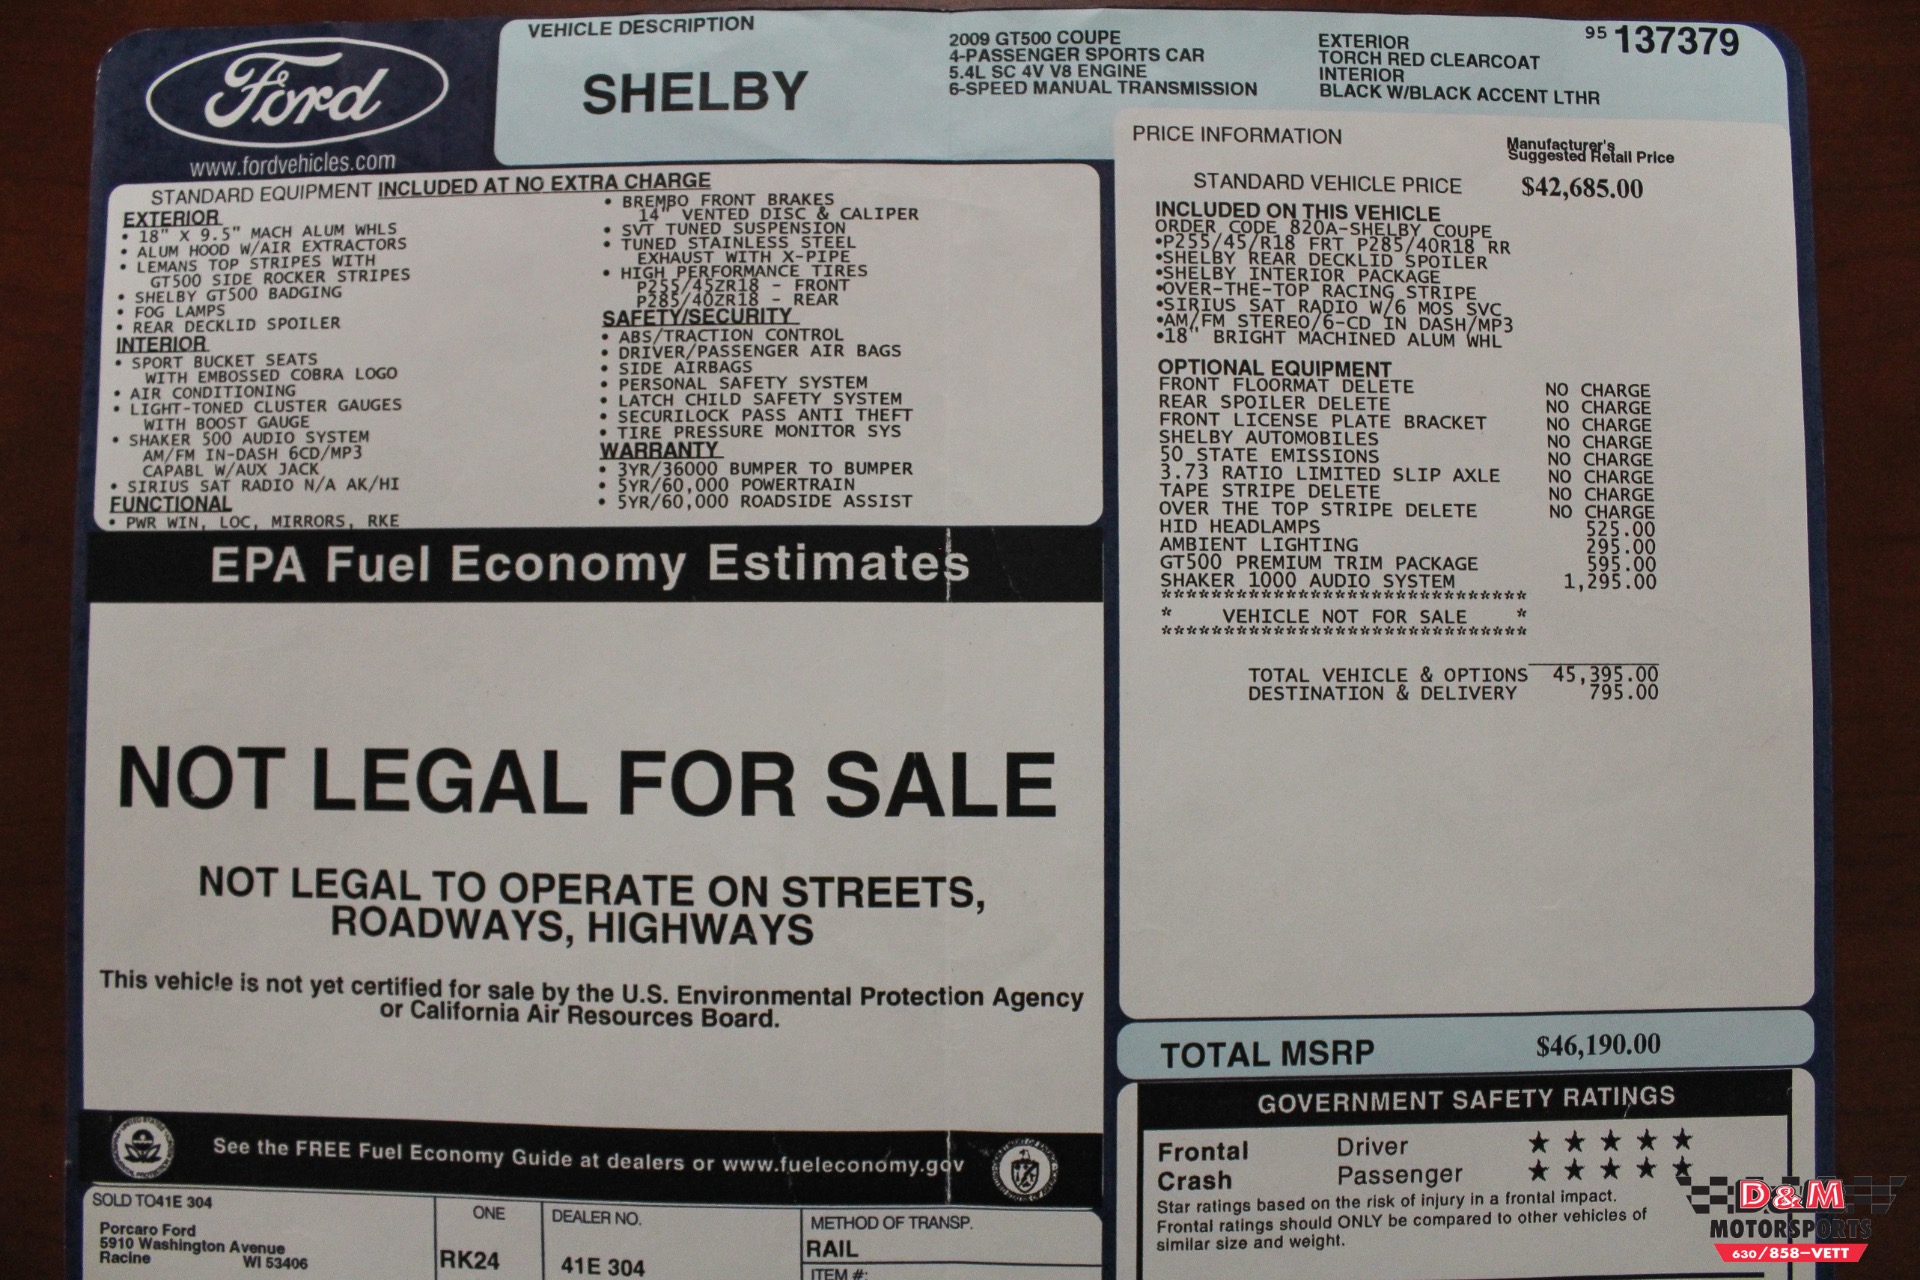 Ford
www.fordvehicles.com
VEHICLE DESCRIPTION
SHELBY
2009 GT500 COUPE
4-PASSENGER SPORTS CAR
5.4L SC 4V V8 ENGINE
6-SPEED MANUAL TRANSMISSION
EXTERIOR
TORCH RED CLEARCOAT
INTERIOR
BLACK W/BLACK ACCENT LTHR
95 137379
STANDARD EQUIPMENT INCLUDED AT NO EXTRA CHARGE
EXTERIOR
• 18" X 9.5" MACH ALUM WHLS
• ALUM HOOD W/AIR EXTRACTORS
• LEMANS TOP STRIPES WITH
GT500 SIDE ROCKER STRIPES
• SHELBY GT500 BADGING
• FOG LAMPS
• REAR DECKLID SPOILER
INTERIOR
• SPORT BUCKET SEATS
WITH EMBOSSED COBRA LOGO
• AIR CONDITIONING
• LIGHT-TONED CLUSTER GAUGES
WITH BOOST GAUGE
• SHAKER 500 AUDIO SYSTEM
AM/FM IN-DASH 6CD/MP3
CAPABL W/AUX JACK
• SIRIUS SAT RADIO N/A AK/HI
FUNCTIONAL
• PWR WIN, LOC, MIRRORS, RKE
• BREMBO FRONT BRAKES
14" VENTED DISC & CALIPER
• SVT TUNED SUSPENSION
• TUNED STAINLESS STEEL
EXHAUST WITH X-PIPE
• HIGH PERFORMANCE TIRES
P255/45ZR18 - FRONT
P285/40ZR18 - REAR
SAFETY/SECURITY
• ABS/TRACTION CONTROL
• DRIVER/PASSENGER AIR BAGS
• SIDE AIRBAGS
• PERSONAL SAFETY SYSTEM
• LATCH CHILD SAFETY SYSTEM
• SECURILOCK PASS ANTI THEFT
• TIRE PRESSURE MONITOR SYS
WARRANTY
• 3YR/36000 BUMPER TO BUMPER
• 5YR/60,000 POWERTRAIN
• 5YR/60,000 ROADSIDE ASSIST
PRICE INFORMATION
Manufacturer's
Suggested Retail Price
STANDARD VEHICLE PRICE $42,685.00
INCLUDED ON THIS VEHICLE
ORDER CODE 820A-SHELBY COUPE
•P255/45/R18 FRT P285/40R18 RR
•SHELBY REAR DECKLID SPOILER
•SHELBY INTERIOR PACKAGE
•OVER-THE-TOP RACING STRIPE
•SIRIUS SAT RADIO W/6 MOS SVC
•AM/FM STEREO/6-CD IN DASH/MP3
•18" BRIGHT MACHINED ALUM WHL
OPTIONAL EQUIPMENT
FRONT FLOORMAT DELETE NO CHARGE
REAR SPOILER DELETE NO CHARGE
FRONT LICENSE PLATE BRACKET NO CHARGE
SHELBY AUTOMOBILES NO CHARGE
50 STATE EMISSIONS NO CHARGE
3.73 RATIO LIMITED SLIP AXLE NO CHARGE
TAPE STRIPE DELETE NO CHARGE
OVER THE TOP STRIPE DELETE NO CHARGE
HID HEADLAMPS 525.00
AMBIENT LIGHTING 295.00
GT500 PREMIUM TRIM PACKAGE 595.00
SHAKER 1000 AUDIO SYSTEM 1,295.00
******************************
* VEHICLE NOT FOR SALE *
******************************
TOTAL VEHICLE & OPTIONS 45,395.00
DESTINATION & DELIVERY 795.00
EPA Fuel Economy Estimates
NOT LEGAL FOR SALE
NOT LEGAL TO OPERATE ON STREETS,
ROADWAYS, HIGHWAYS
This vehicle is not yet certified for sale by the U.S. Environmental Protection Agency
or California Air Resources Board.
See the FREE Fuel Economy Guide at dealers or www.fueleconomy.gov
TOTAL MSRP $46,190.00
GOVERNMENT SAFETY RATINGS
Frontal Driver ★ ★ ★ ★ ★
Crash Passenger ★ ★ ★ ★ ★
Star ratings based on the risk of injury in a frontal impact.
Frontal ratings should ONLY be compared to other vehicles of
similar size and weight.
SOLD TO41E 304
Porcaro Ford
5910 Washington Avenue
Racine WI 53406
ONE
RK24
DEALER NO.
41E 304
METHOD OF TRANSP.
RAIL
ITEM #:
D&M
MOTORSPORTS
630/858-VETT